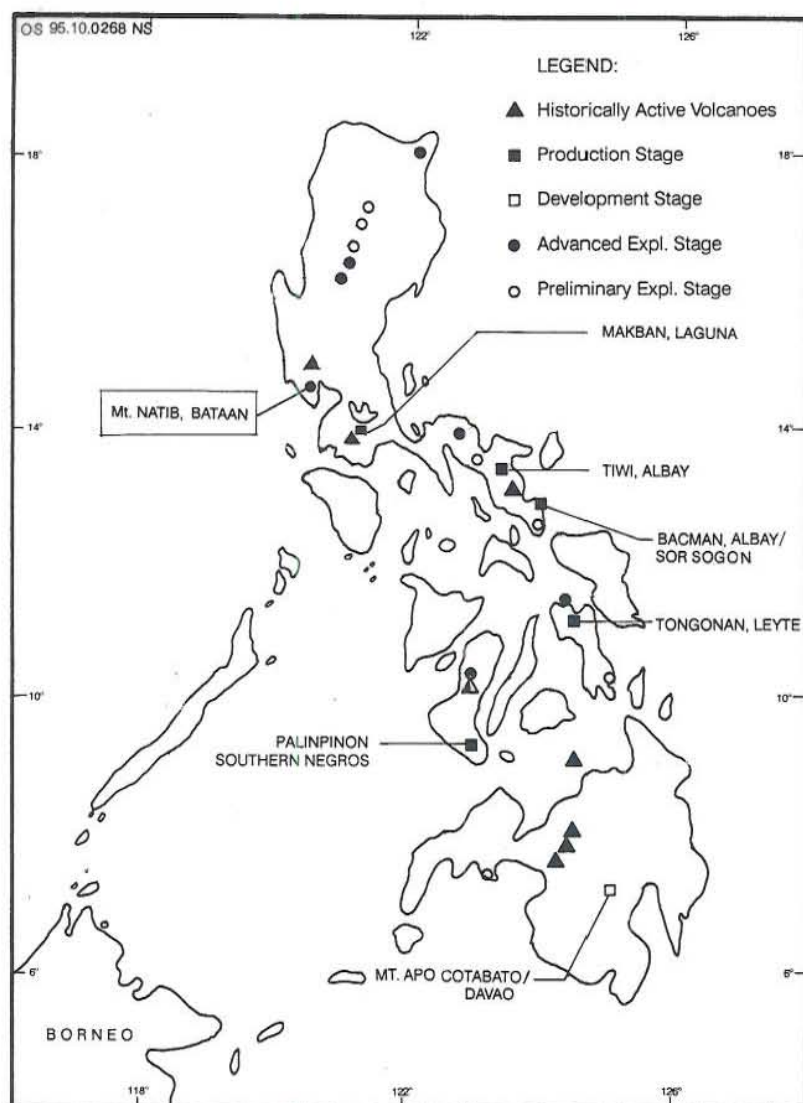 OS 95.10.0268 NS
122°
126°
LEGEND:
Historically Active Volcanoes
Production Stage
Development Stage
Advanced Expl. Stage
Preliminary Expl. Stage
18°
18°
MAKBAN, LAGUNA
Mt. NATIB, BATAAN
14°
14°
TIWI, ALBAY
BACMAN, ALBAY/
SOR SOGON
TONGONAN, LEYTE
10°
10°
PALINPINON
SOUTHERN NEGROS
6°
6°
MT. APO COTABATO/
DAVAO
BORNEO
118°
122°
126°